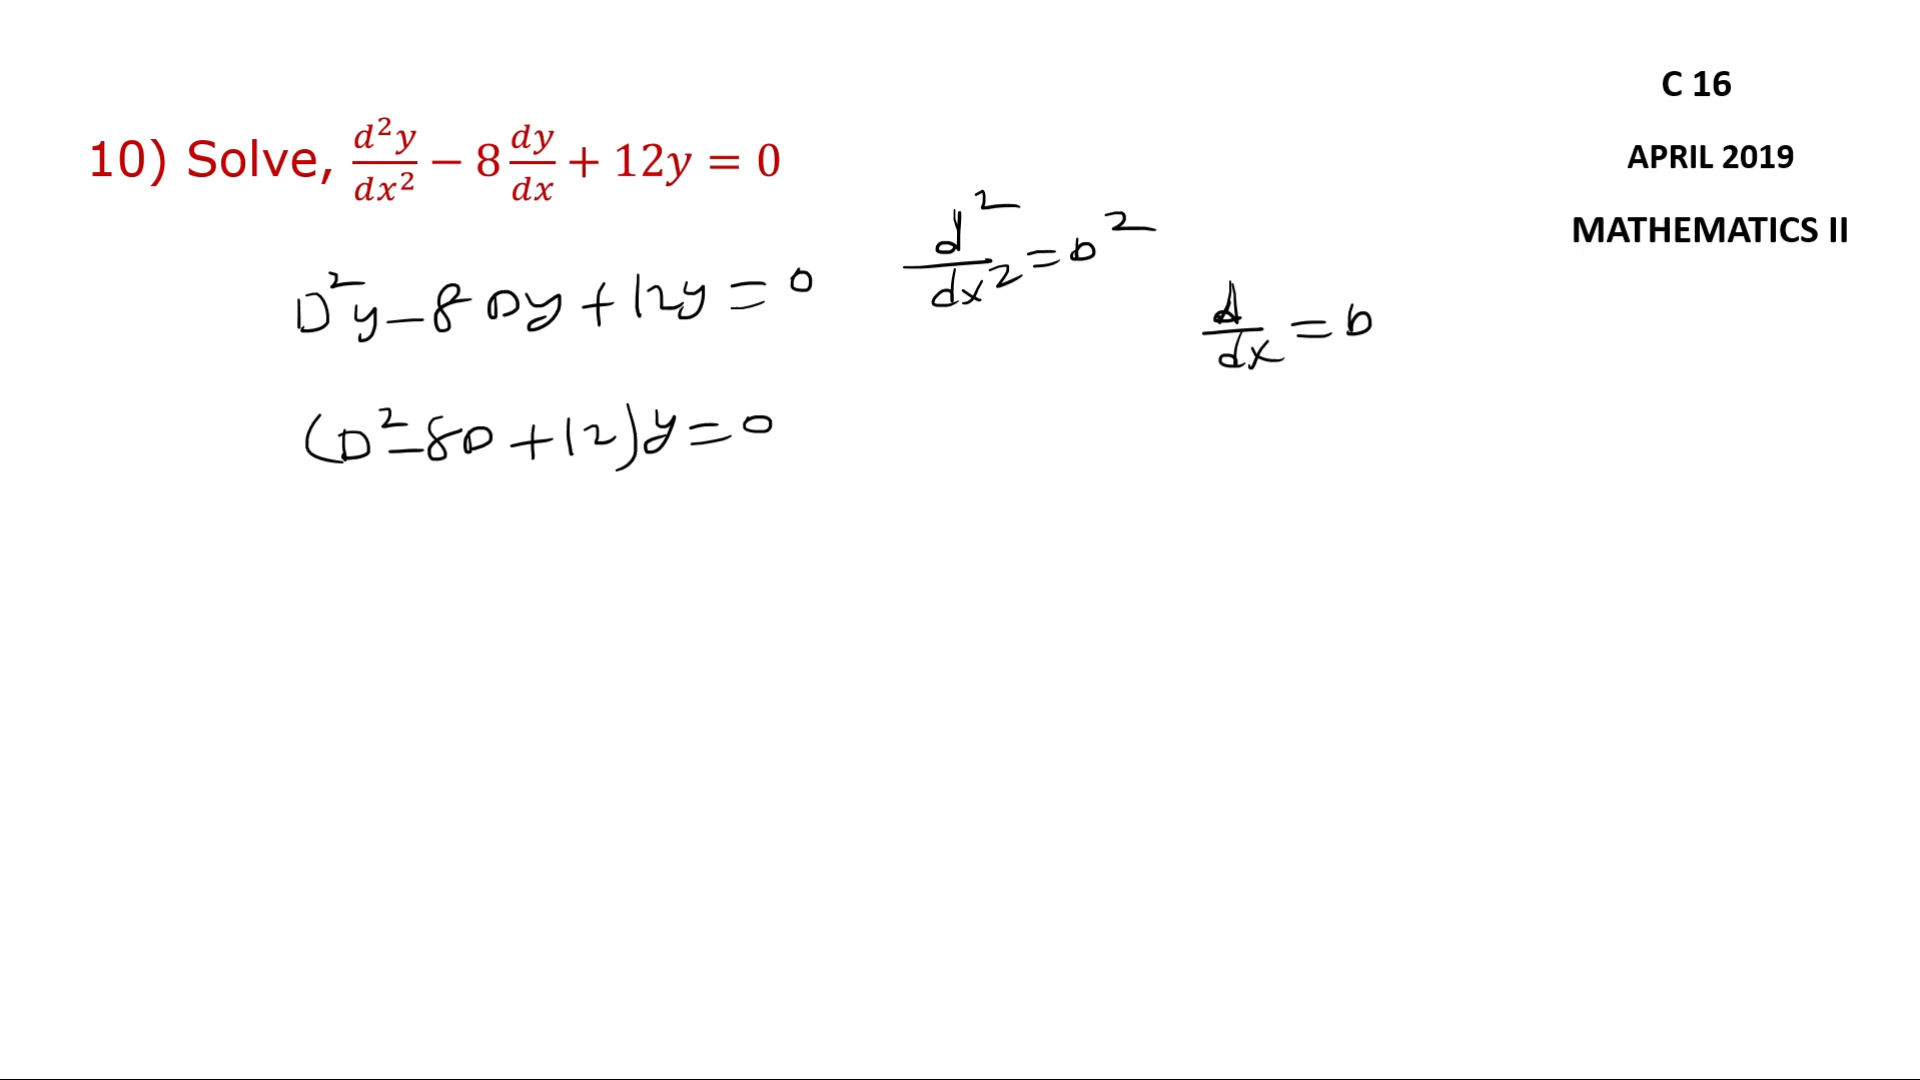 C 16
APRIL 2019
MATHEMATICS II
10) Solve, d²y/dx² − 8 dy/dx + 12y = 0
D²y − 8Dy + 12y = 0
d²/dx² = D²
d/dx = D
(D² − 8D + 12)y = 0